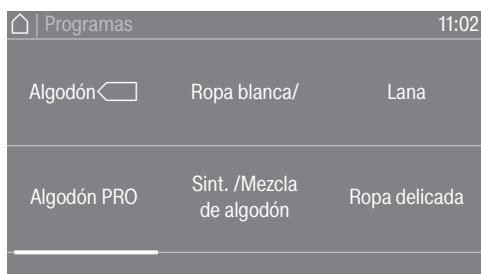 | Programas 11:02
Algodón Ropa blanca/ Lana
Algodón PRO Sint. /Mezcla de algodón Ropa delicada